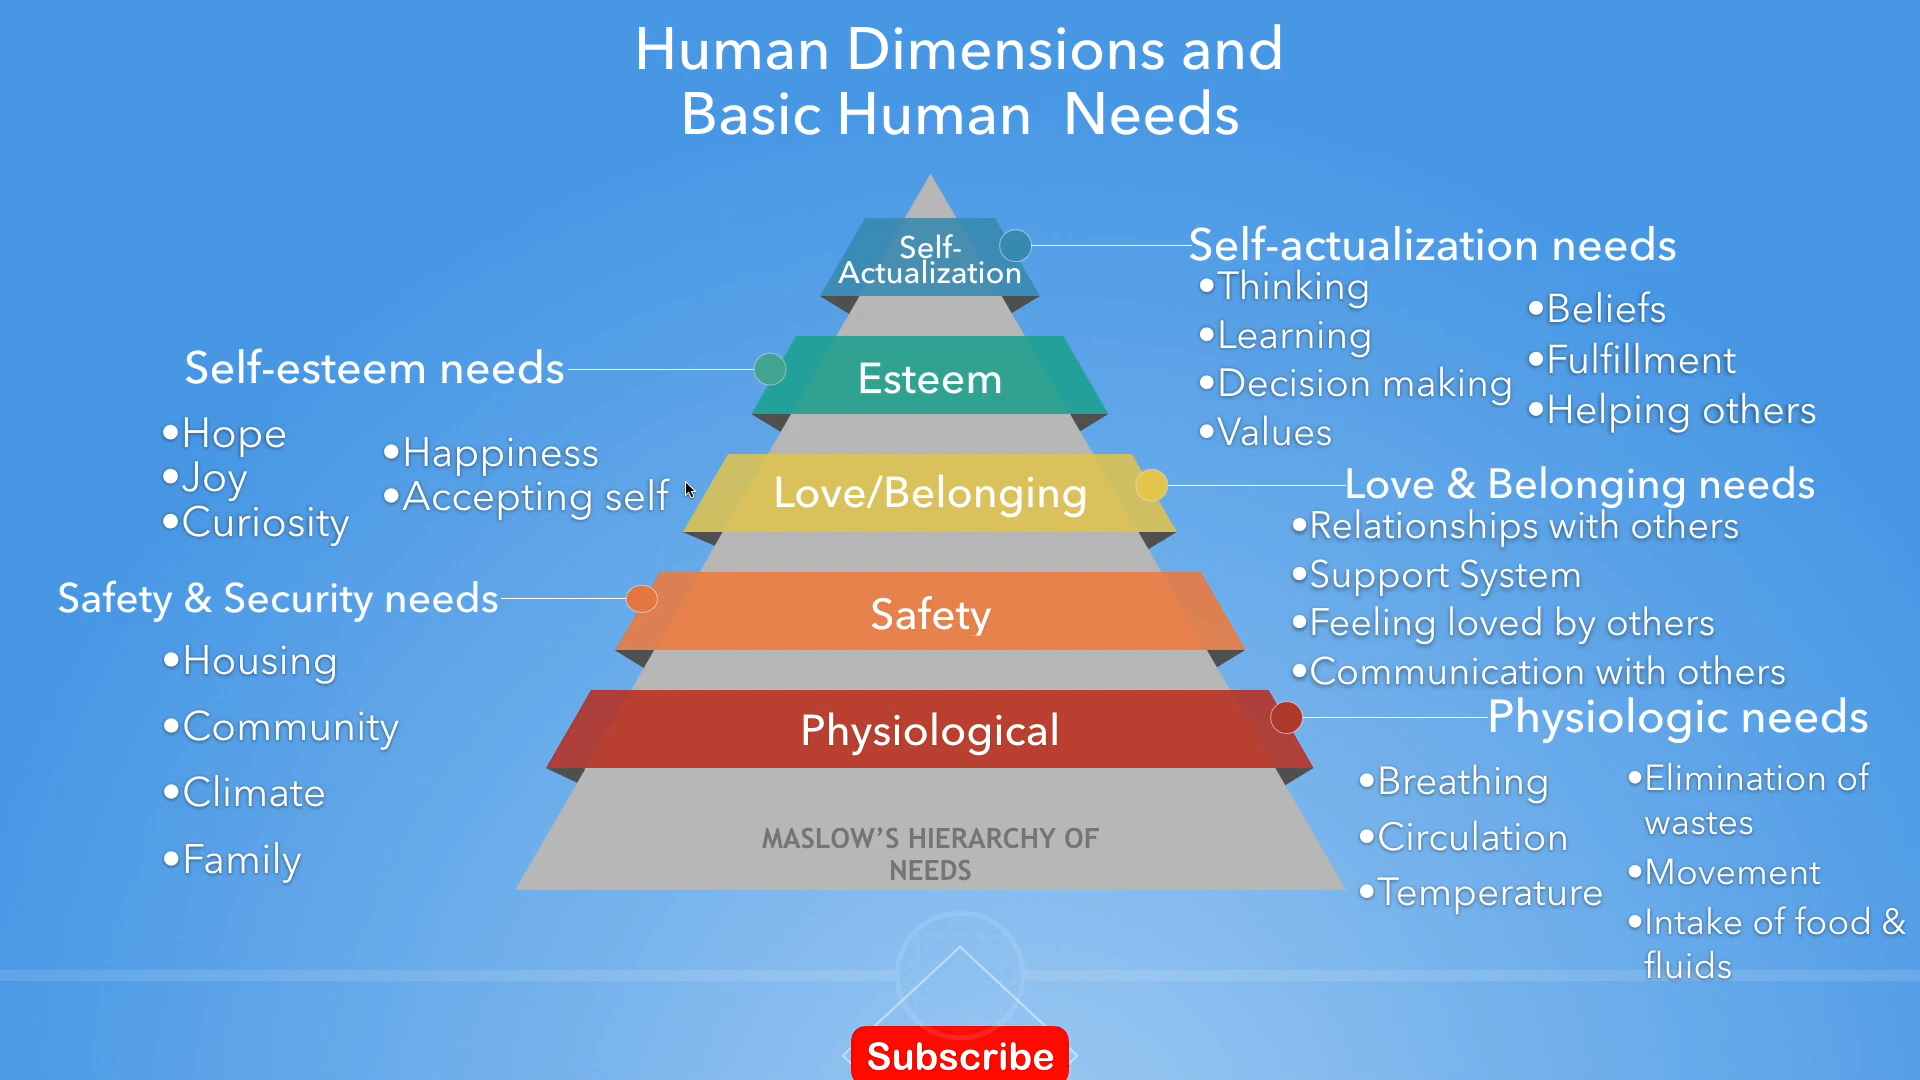 Human Dimensions and
Basic Human Needs
Self-
Actualization
Esteem
Love/Belonging
Safety
Physiological
MASLOW'S HIERARCHY OF
NEEDS
Self-actualization needs
•Thinking
•Learning
•Decision making
•Values
•Beliefs
•Fulfillment
•Helping others
Self-esteem needs
•Hope
•Joy
•Curiosity
•Happiness
•Accepting self
Love & Belonging needs
•Relationships with others
•Support System
•Feeling loved by others
•Communication with others
Safety & Security needs
•Housing
•Community
•Climate
•Family
Physiologic needs
•Breathing
•Circulation
•Temperature
•Elimination of
wastes
•Movement
•Intake of food &
fluids
Subscribe